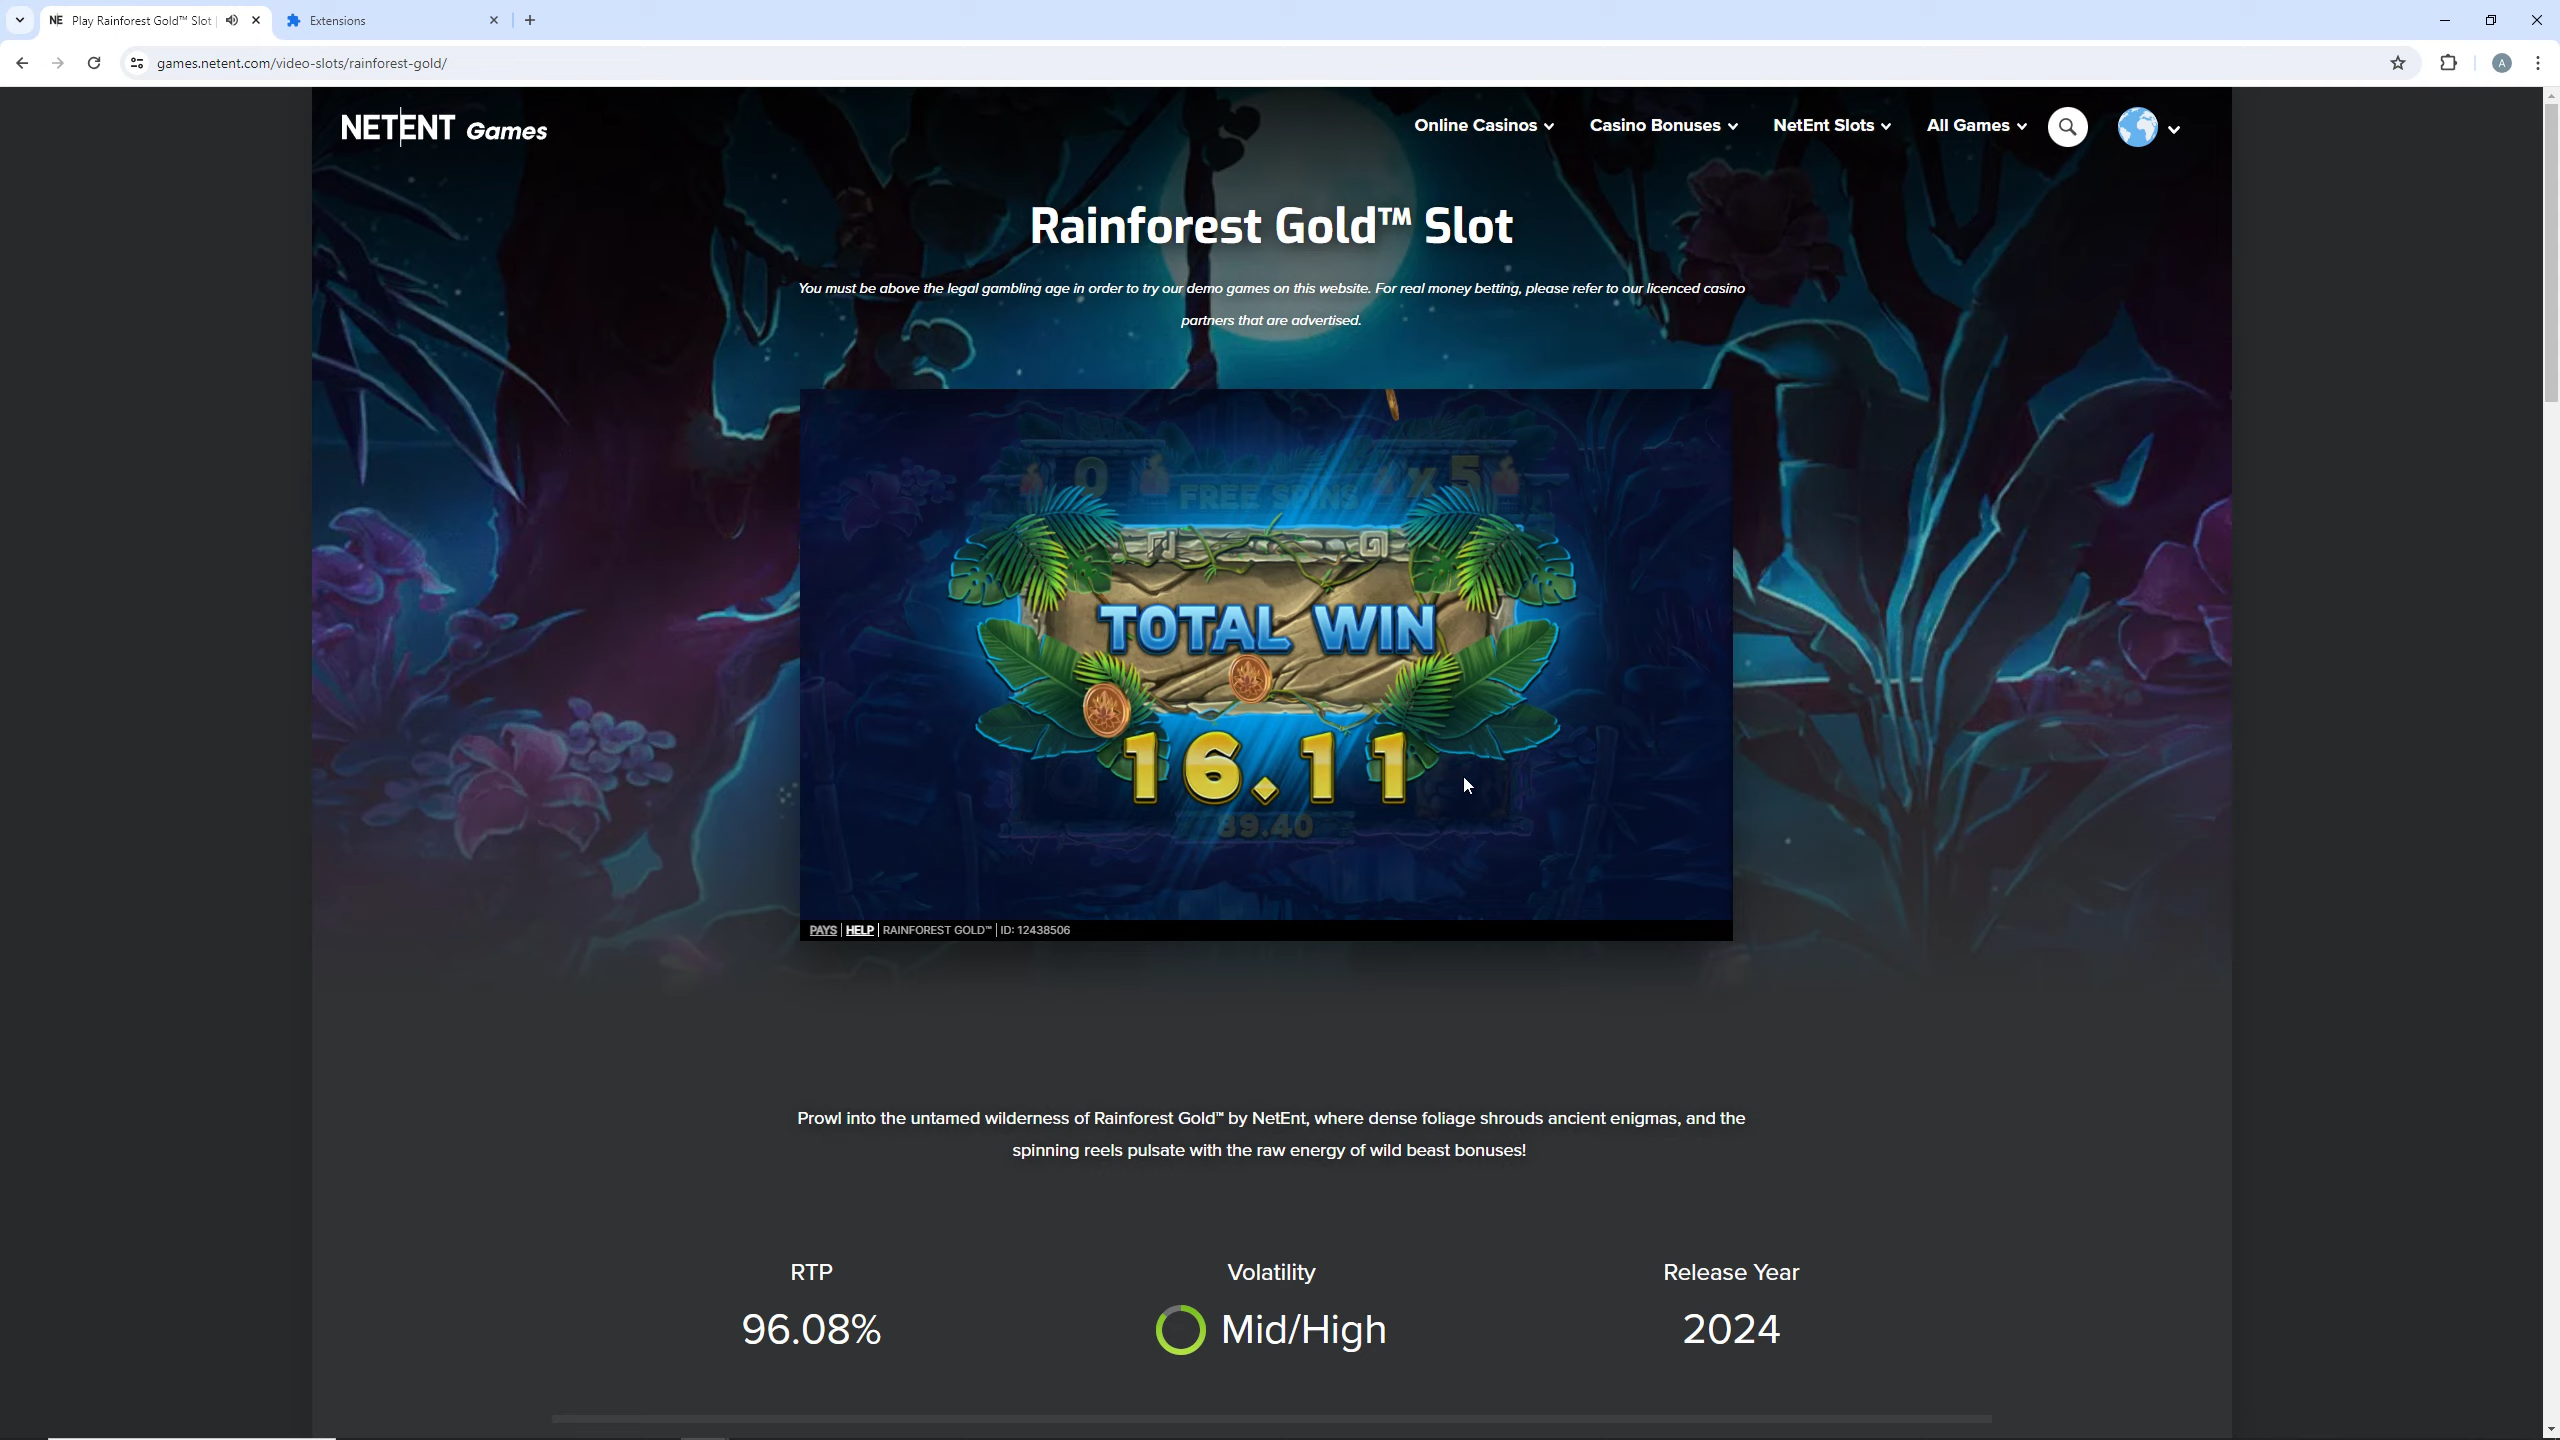 Play Rainforest Gold™ Slot
Extensions
games.netent.com/video-slots/rainforest-gold/
A
NETENT Games
Online Casinos
Casino Bonuses
NetEnt Slots
All Games
Rainforest Gold™ Slot
You must be above the legal gambling age in order to try our demo games on this website. For real money betting, please refer to our licenced casino
partners that are advertised.
0
FREE SPINS
x5
TOTAL WIN
16.11
89.40
PAYS | HELP | RAINFOREST GOLD™ | ID: 12438506
Prowl into the untamed wilderness of Rainforest Gold™ by NetEnt, where dense foliage shrouds ancient enigmas, and the
spinning reels pulsate with the raw energy of wild beast bonuses!
RTP
96.08%
Volatility
Mid/High
Release Year
2024